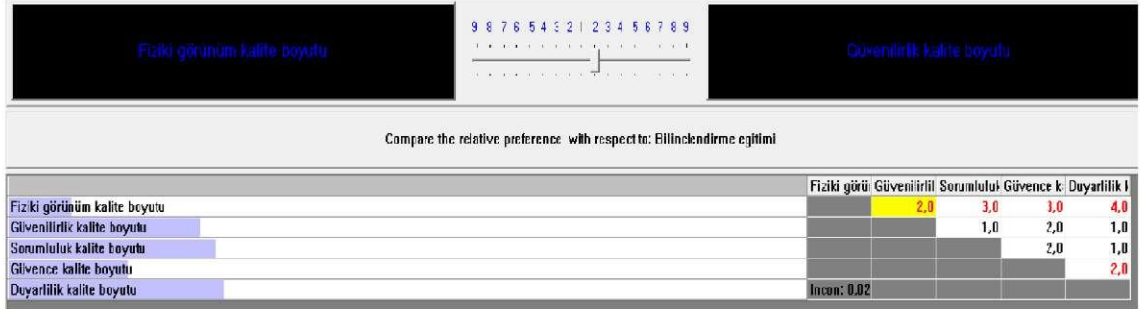 Fiziki görünüm kalite boyutu
9 8 7 6 5 4 3 2 1 2 3 4 5 6 7 8 9
Güvenilirlik kalite boyutu
Compare the relative preference with respect to: Bilinclendirme egitimi
Fiziki görü Güvenilirlil Sorumluluk Güvence k Duyarlilik k
Fiziki görünüm kalite boyutu 2,0 3,0 3,0 4,0
Güvenilirlik kalite boyutu 1,0 2,0 1,0
Sorumluluk kalite boyutu 2,0 1,0
Güvence kalite boyutu 2,0
Duyarlilik kalite boyutu Incon: 0,02